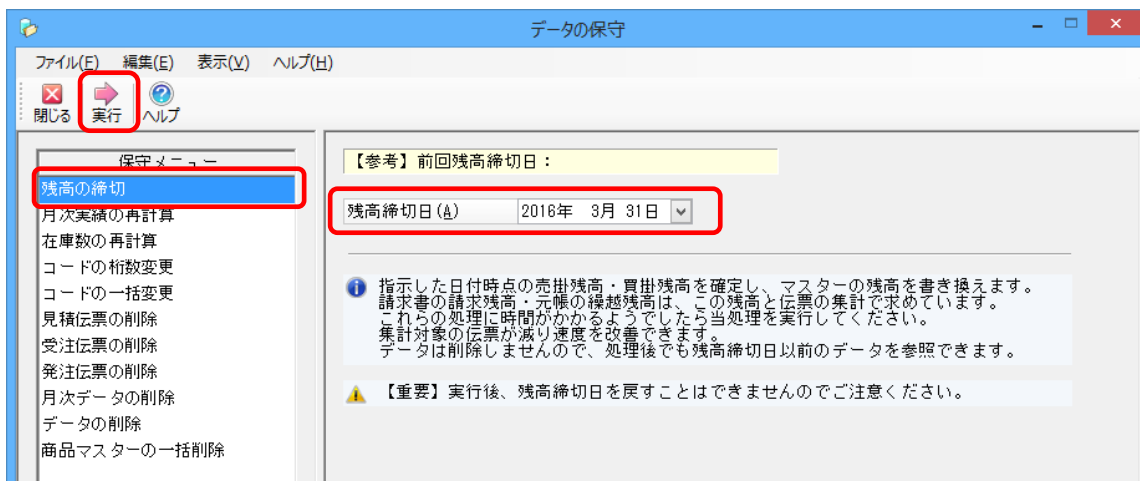 データの保守
ファイル(F) 編集(E) 表示(V) ヘルプ(H)
閉じる 実行 ヘルプ
保守メニュー
残高の締切
月次実績の再計算
在庫数の再計算
コードの桁数変更
コードの一括変更
見積伝票の削除
受注伝票の削除
発注伝票の削除
月次データの削除
データの削除
商品マスターの一括削除
【参考】前回残高締切日：
残高締切日(A) 2016年 3月 31日
指示した日付時点の売掛残高・買掛残高を確定し、マスターの残高を書き換えます。
請求書の請求残高・元帳の繰越残高は、この残高と伝票の集計で求めています。
これらの処理に時間がかかるようでしたら当処理を実行してください。
集計対象の伝票が減り速度を改善できます。
データは削除しませんので、処理後でも残高締切日以前のデータを参照できます。
【重要】実行後、残高締切日を戻すことはできませんのでご注意ください。